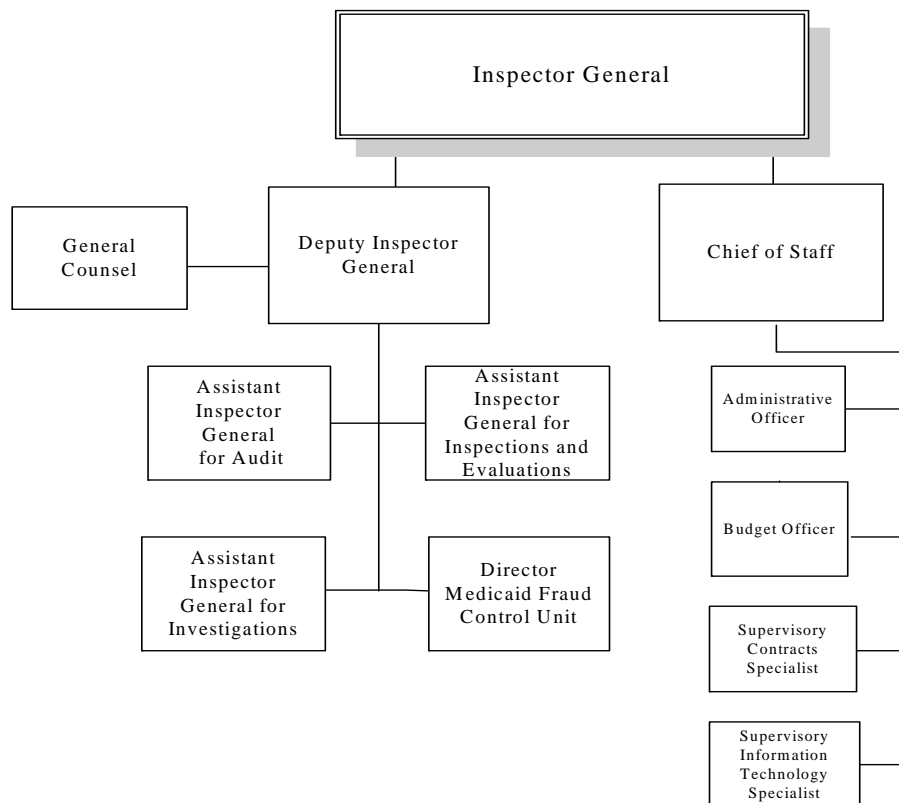 Inspector General
General
Counsel
Deputy Inspector
General
Chief of Staff
Assistant
Inspector
General
for Audit
Assistant
Inspector
General for
Inspections and
Evaluations
Administrative
Officer
Budget Officer
Assistant
Inspector
General for
Investigations
Director
Medicaid Fraud
Control Unit
Supervisory
Contracts
Specialist
Supervisory
Information
Technology
Specialist